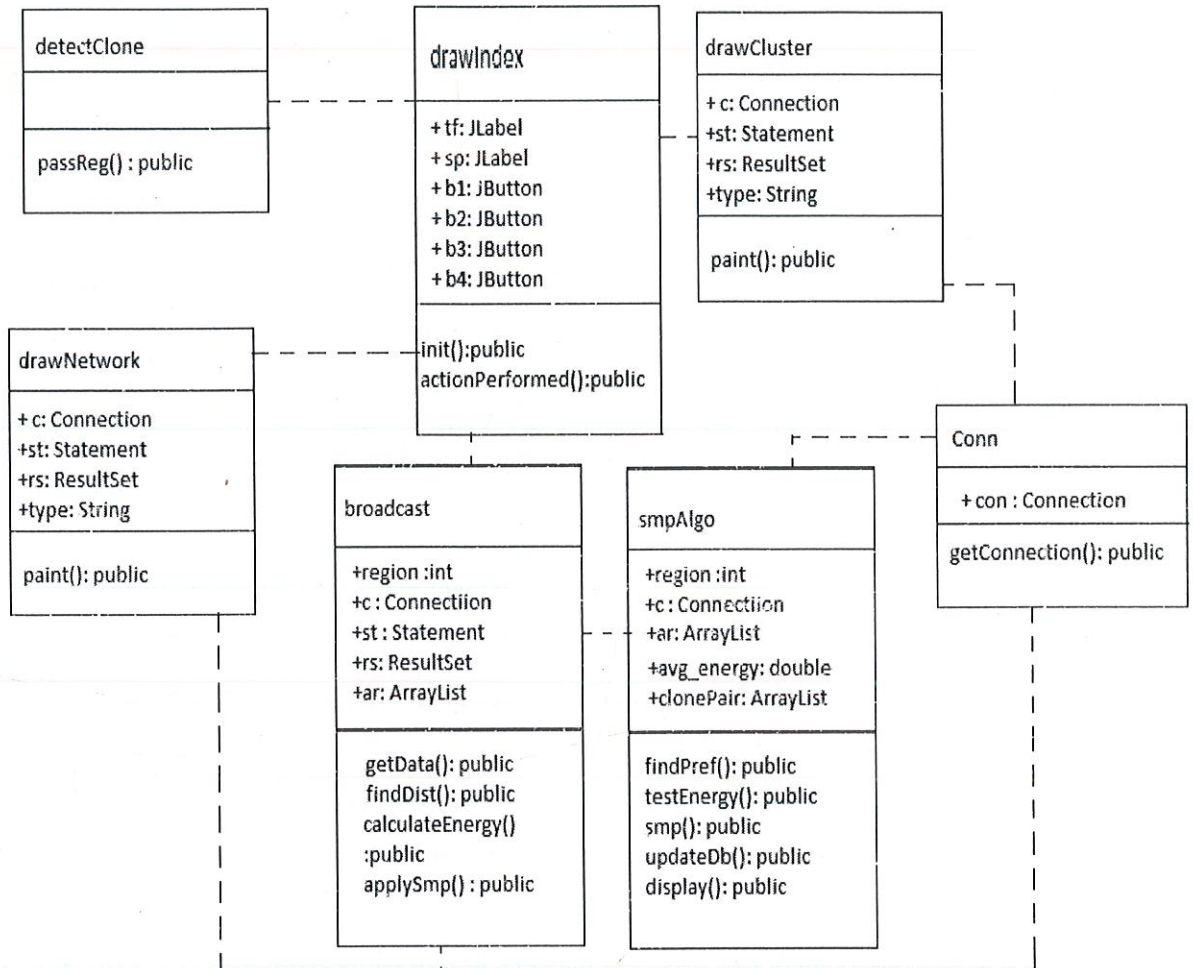 detectClone
passReg() : public
drawIndex
+ tf: JLabel
+ sp: JLabel
+ b1: JButton
+ b2: JButton
+ b3: JButton
+ b4: JButton
init():public
actionPerformed():public
drawCluster
+ c: Connection
+st: Statement
+rs: ResultSet
+type: String
paint(): public
drawNetwork
+ c: Connection
+st: Statement
+rs: ResultSet
+type: String
paint(): public
broadcast
+region :int
+c : Connectiion
+st : Statement
+rs: ResultSet
+ar: ArrayList
getData(): public
findDist(): public
calculateEnergy()
:public
applySmp() : public
smpAlgo
+region :int
+c : Connectiion
+ar: ArrayList
+avg_energy: double
+clonePair: ArrayList
findPref(): public
testEnergy(): public
smp(): public
updateDb(): public
display(): public
Conn
+ con : Connection
getConnection(): public